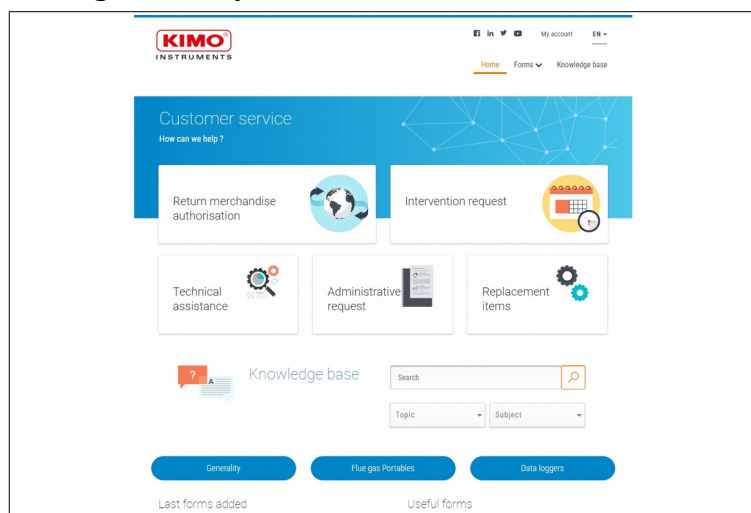 KIMO®
INSTRUMENTS
My account EN
Home Forms Knowledge base
Customer service
How can we help ?
Return merchandise
authorisation
Intervention request
Technical
assistance
Administrative
request
Replacement
items
? A
Knowledge base
Search
Topic Subject
Generality Flue gas Portables Data loggers
Last forms added Useful forms